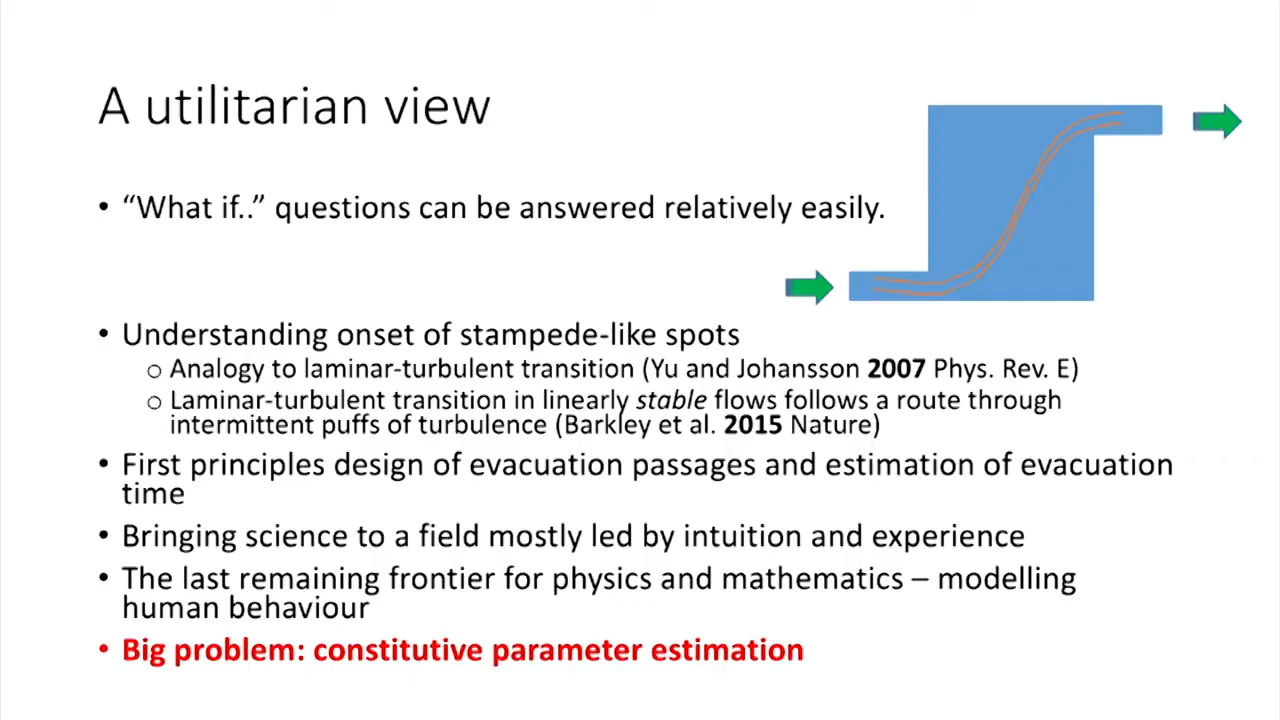 A utilitarian view
• “What if..” questions can be answered relatively easily.
• Understanding onset of stampede-like spots
o Analogy to laminar-turbulent transition (Yu and Johansson 2007 Phys. Rev. E)
o Laminar-turbulent transition in linearly stable flows follows a route through
intermittent puffs of turbulence (Barkley et al. 2015 Nature)
• First principles design of evacuation passages and estimation of evacuation
time
• Bringing science to a field mostly led by intuition and experience
• The last remaining frontier for physics and mathematics – modelling
human behaviour
• Big problem: constitutive parameter estimation